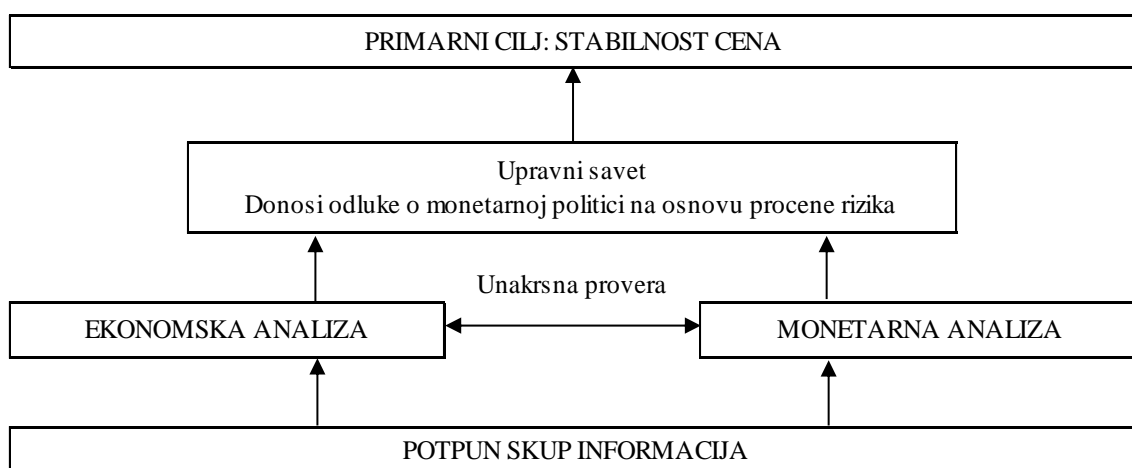 PRIMARNI CILJ: STABILNOST CENA
Upravni savet
Donosi odluke o monetarnoj politici na osnovu procene rizika
Unakrsna provera
EKONOMSKA ANALIZA
MONETARNA ANALIZA
POTPUN SKUP INFORMACIJA